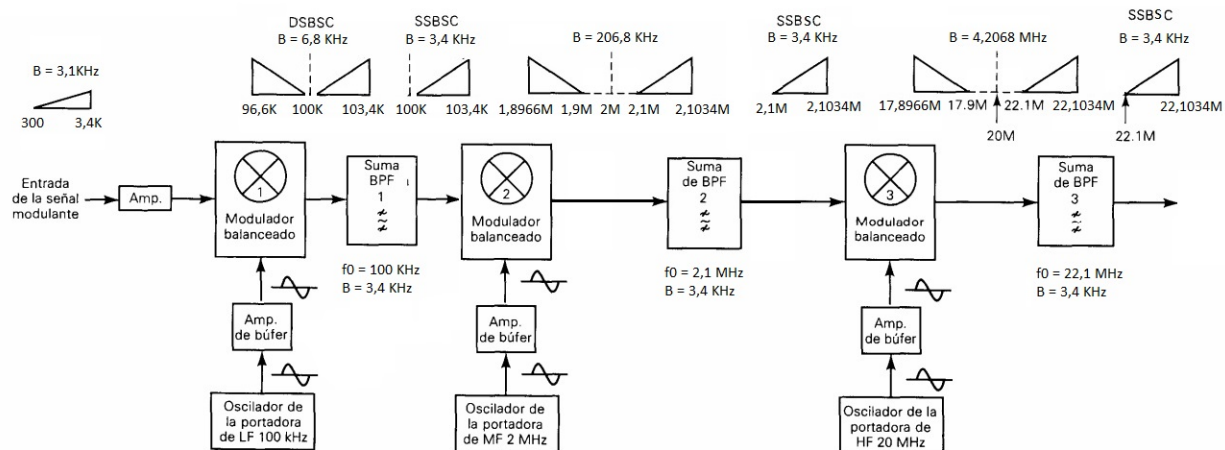 DSBSC
B = 6,8 KHz
SSBSC
B = 3,4 KHz
B = 206,8 KHz
SSBSC
B = 3,4 KHz
B = 4,2068 MHz
SSBSC
B = 3,4 KHz
B = 3,1KHz
300 3,4K
96,6K 100K 103,4K
100K 103,4K
1,8966M 1,9M 2M 2,1M 2,1034M
2,1M 2,1034M
17,8966M 17.9M 22.1M 22,1034M
20M
22,1034M
22.1M
Entrada
de la señal
modulante
Amp.
1
Modulador
balanceado
Suma
BPF
1
2
Modulador
balanceado
Suma
de BPF
2
3
Modulador
balanceado
Suma
de BPF
3
f0 = 100 KHz
B = 3,4 KHz
f0 = 2,1 MHz
B = 3,4 KHz
f0 = 22,1 MHz
B = 3,4 KHz
Amp.
de búfer
Amp.
de búfer
Amp.
de búfer
Oscilador de
la portadora
de LF 100 kHz
Oscilador de
la portadora
de MF 2 MHz
Oscilador de la
portadora de
HF 20 MHz